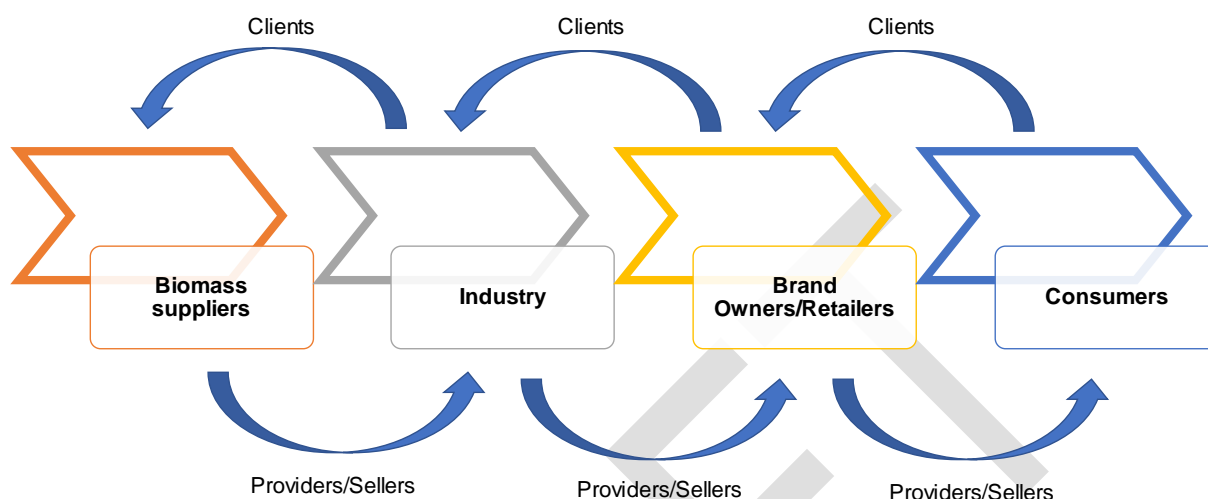 Clients
Clients
Clients
Biomass
suppliers
Industry
Brand
Owners/Retailers
Consumers
Providers/Sellers
Providers/Sellers
Providers/Sellers